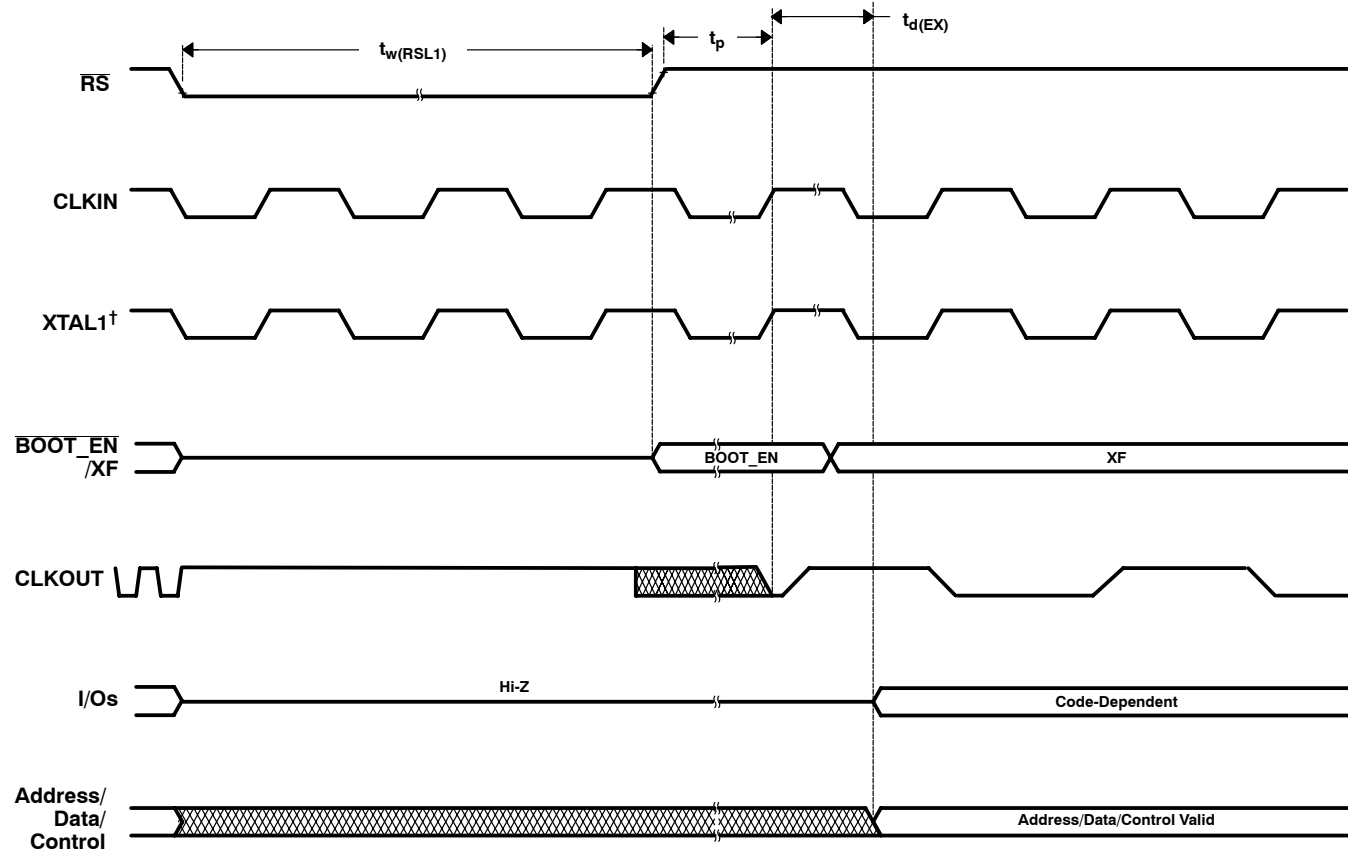 td(EX)
tw(RSL1)
tp
RS
CLKIN
XTAL1†
BOOT_EN
/XF
BOOT_EN
XF
CLKOUT
I/Os
Hi-Z
Code-Dependent
Address/
Data/
Control
Address/Data/Control Valid